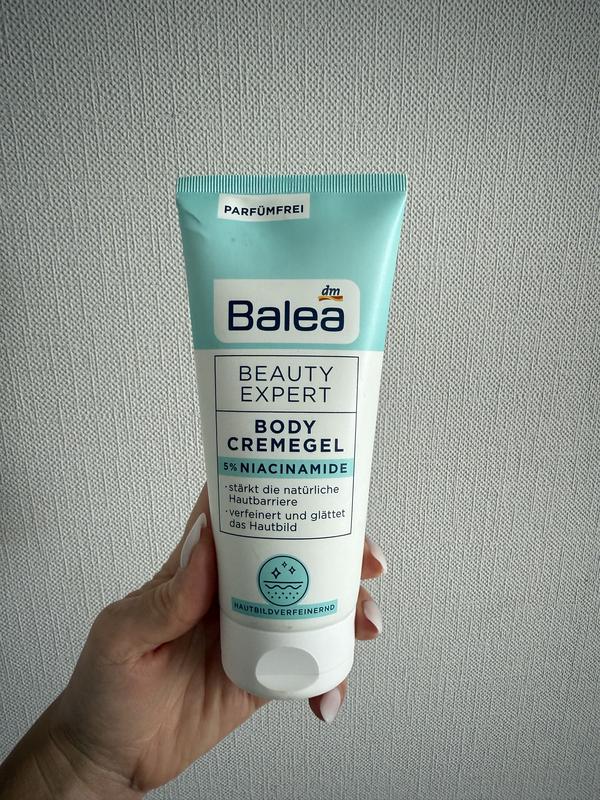 PARFÜMFREI
dm
Balea
BEAUTY
EXPERT
BODY
CREMEGEL
5% NIACINAMIDE
· stärkt die natürliche
Hautbarriere
· verfeinert und glättet
das Hautbild
HAUTBILDVERFEINERND